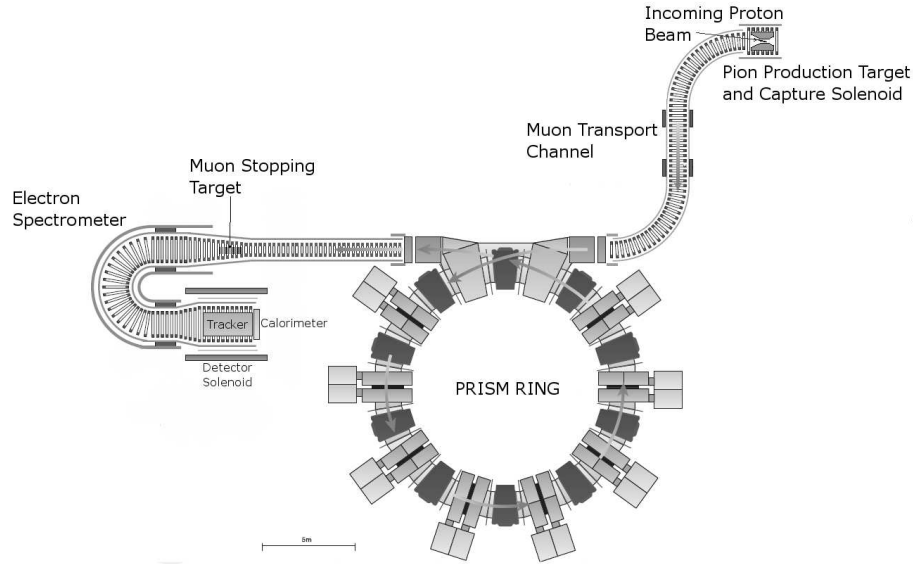 Incoming Proton
Beam
Pion Production Target
and Capture Solenoid
Muon Transport
Channel
Muon Stopping
Target
Electron
Spectrometer
Tracker
Calorimeter
Detector
Solenoid
PRISM RING
5m